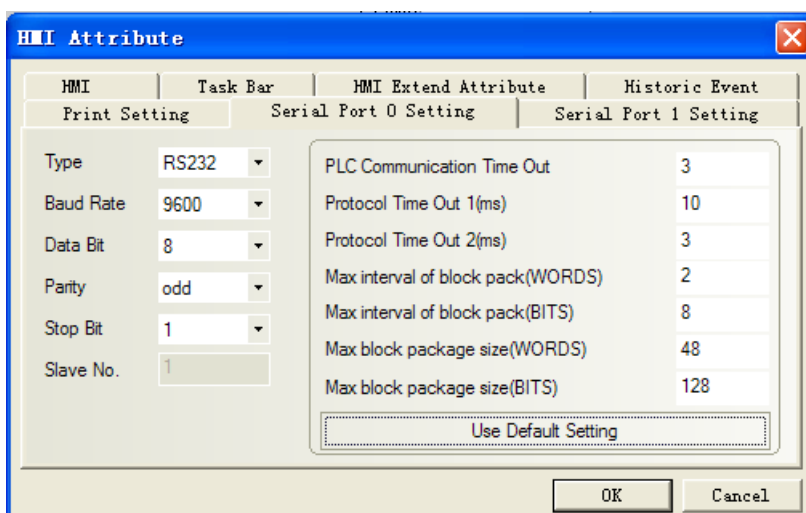 HMI Attribute
HMI Task Bar HMI Extend Attribute Historic Event
Print Setting Serial Port 0 Setting Serial Port 1 Setting
Type RS232
Baud Rate 9600
Data Bit 8
Parity odd
Stop Bit 1
Slave No. 1
PLC Communication Time Out 3
Protocol Time Out 1(ms) 10
Protocol Time Out 2(ms) 3
Max interval of block pack(WORDS) 2
Max interval of block pack(BITS) 8
Max block package size(WORDS) 48
Max block package size(BITS) 128
Use Default Setting
OK Cancel